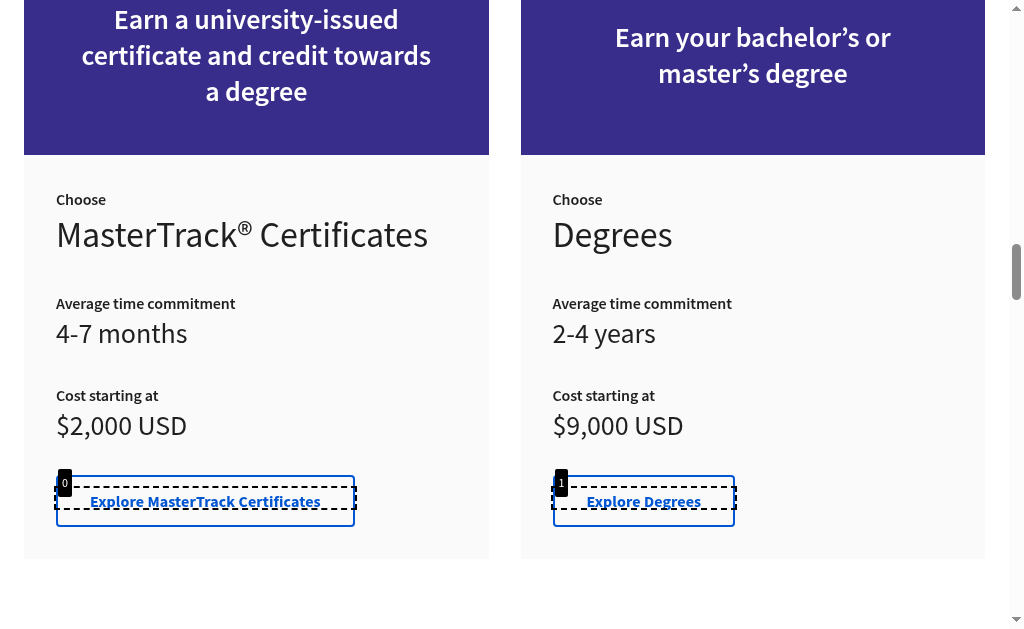 Earn a university-issued
certificate and credit towards
a degree
Choose
MasterTrack® Certificates
Average time commitment
4-7 months
Cost starting at
$2,000 USD
0
Explore MasterTrack Certificates
Earn your bachelor’s or
master’s degree
Choose
Degrees
Average time commitment
2-4 years
Cost starting at
$9,000 USD
1
Explore Degrees